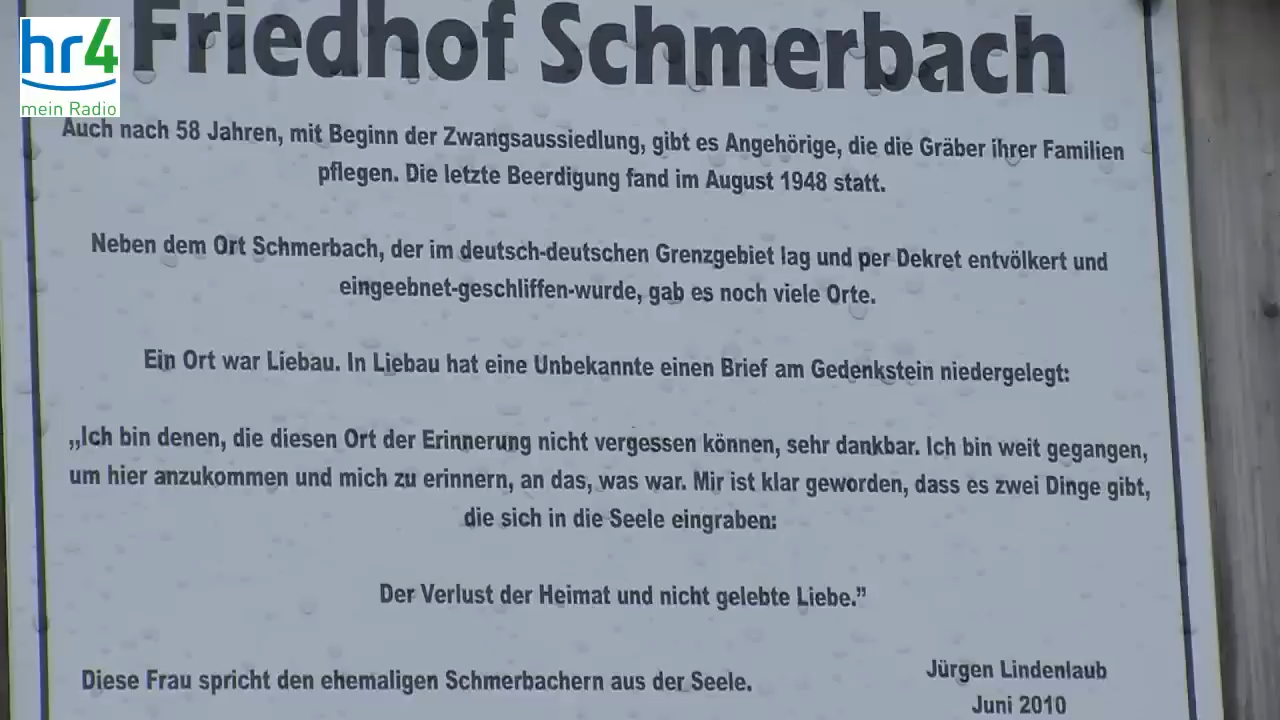 hr4
mein Radio
Friedhof Schmerbach
Auch nach 58 Jahren, mit Beginn der Zwangsaussiedlung, gibt es Angehörige, die die Gräber ihrer Familien
pflegen. Die letzte Beerdigung fand im August 1948 statt.
Neben dem Ort Schmerbach, der im deutsch-deutschen Grenzgebiet lag und per Dekret entvölkert und
eingeebnet-geschliffen-wurde, gab es noch viele Orte.
Ein Ort war Liebau. In Liebau hat eine Unbekannte einen Brief am Gedenkstein niedergelegt:
„Ich bin denen, die diesen Ort der Erinnerung nicht vergessen können, sehr dankbar. Ich bin weit gegangen,
um hier anzukommen und mich zu erinnern, an das, was war. Mir ist klar geworden, dass es zwei Dinge gibt,
die sich in die Seele eingraben:
Der Verlust der Heimat und nicht gelebte Liebe.”
Diese Frau spricht den ehemaligen Schmerbachern aus der Seele.
Jürgen Lindenlaub
Juni 2010